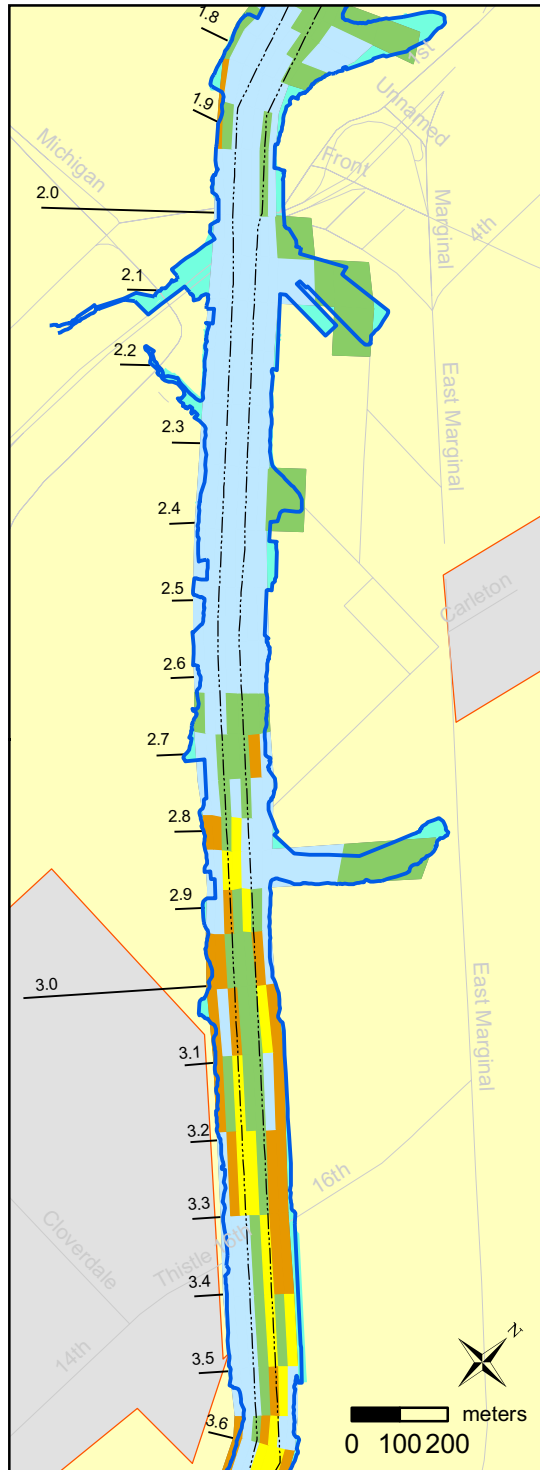 1.8
1st
1.9
Unnamed
Michigan
Front
2.0
Marginal
4th
2.1
2.2
East Marginal
2.3
2.4
2.5
Carleton
2.6
2.7
2.8
2.9
3.0
East Marginal
3.1
3.2
16th
3.3
Cloverdale
Thistle 16th
3.4
14th
3.5
N
3.6
meters
0 100 200